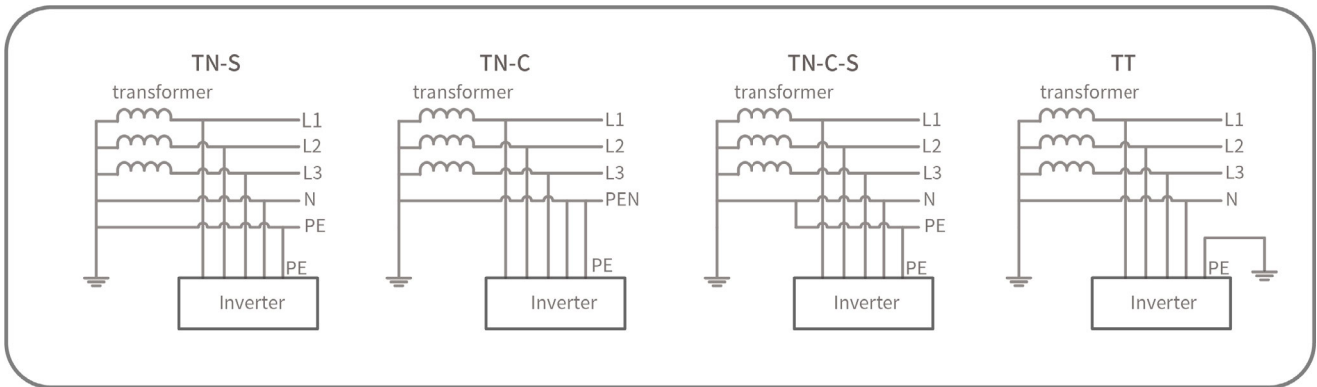 TN-S
transformer
L1
L2
L3
N
PE
PE
Inverter
TN-C
transformer
L1
L2
L3
PEN
PE
Inverter
TN-C-S
transformer
L1
L2
L3
N
PE
PE
Inverter
TT
transformer
L1
L2
L3
N
PE
Inverter